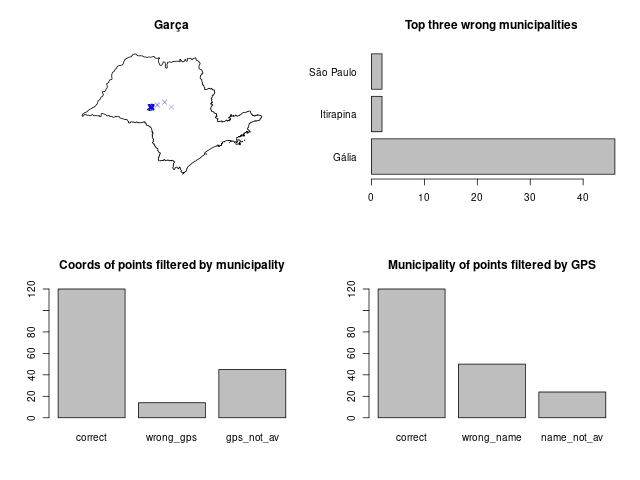 Garça
Top three wrong municipalities
São Paulo
Itirapina
Gália
0 10 20 30 40
Coords of points filtered by municipality
0 20 40 60 80 120
correct wrong_gps gps_not_av
Municipality of points filtered by GPS
0 20 40 60 80 120
correct wrong_name name_not_av